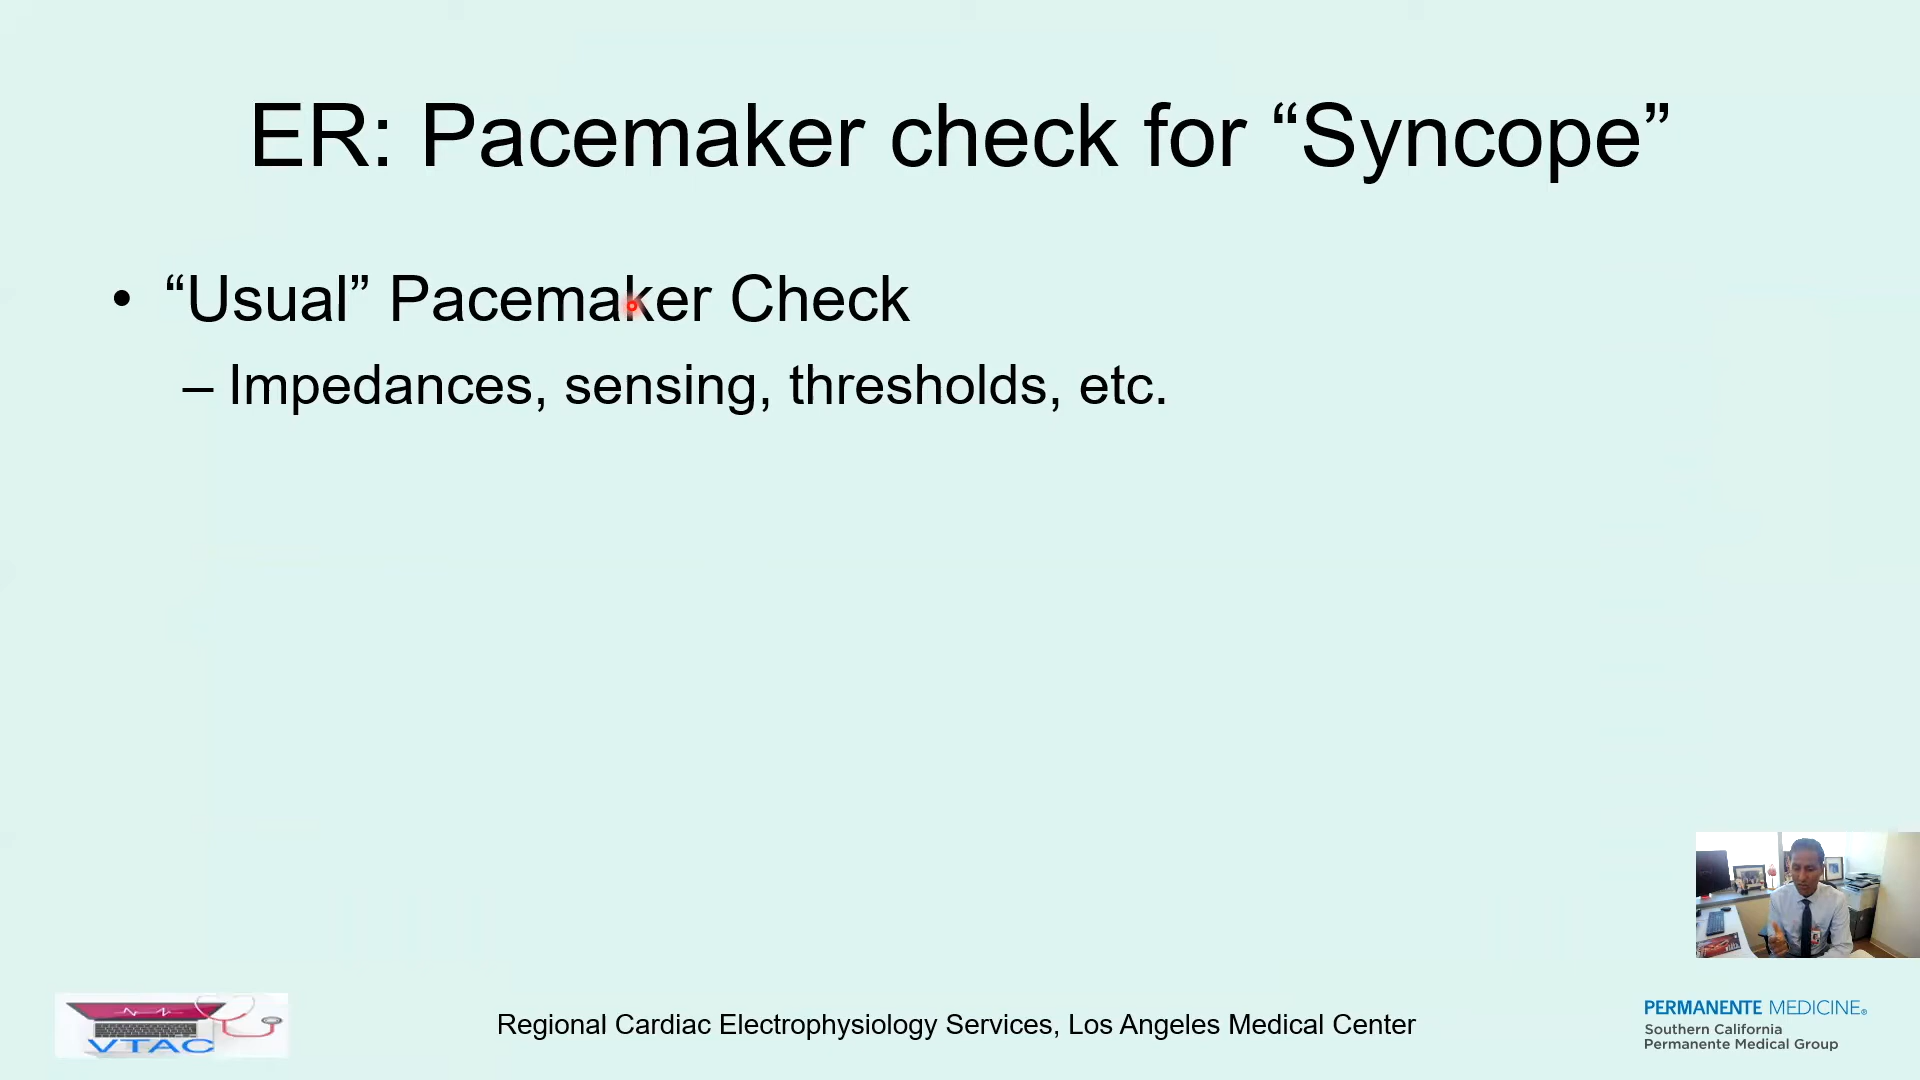 ER: Pacemaker check for “Syncope”
• “Usual” Pacemaker Check
– Impedances, sensing, thresholds, etc.
VTAC
Regional Cardiac Electrophysiology Services, Los Angeles Medical Center
PERMANENTE MEDICINE®
Southern California
Permanente Medical Group